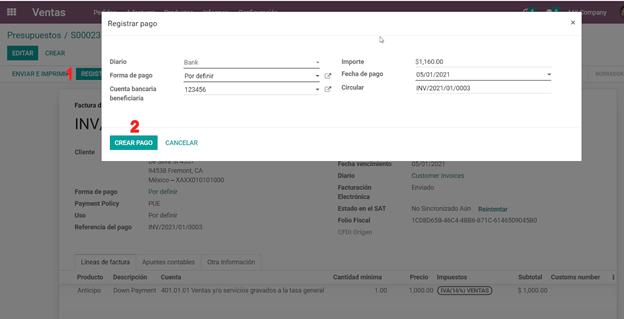 Ventas
My Company
Registrar pago ×
Presupuestos / S00023
EDITAR CREAR
ENVIAR E IMPRIMIR 1 REGIST
BORRADOR
Diario Bank
Importe $1,160.00
Forma de pago Por definir
Fecha de pago 05/01/2021
Cuenta bancaria beneficiaria 123456
Circular INV/2021/01/0003
2
CREAR PAGO CANCELAR
Factura d
INV/
Cliente
94538 Fremont, CA
México – XAXX010101000
Fecha vencimiento 05/01/2021
Diario Customer Invoices
Forma de pago Por definir
Facturación Electrónica Enviado
Payment Policy PUE
Uso Por definir
Estado en el SAT No Sincronizado Aún Reintentar
Referencia del pago INV/2021/01/0003
Folio Fiscal 1C08D65B-46C4-4BB6-871C-6146509045B0
CFDI Origen
Líneas de factura Apuntes contables Otra Información
Producto Descripción Cuenta Cantidad mínima Precio Impuestos Subtotal Customs number
Anticipo Down Payment 401.01.01 Ventas y/o servicios gravados a la tasa general 1.00 1,000.00 IVA(16%) VENTAS $ 1,000.00